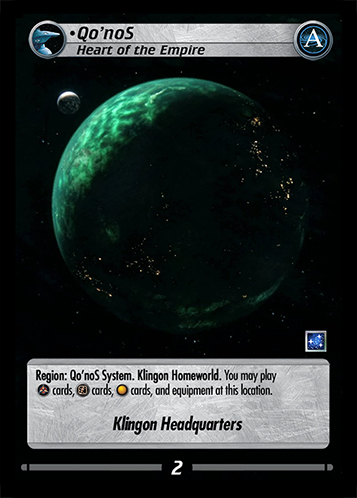 •Qo'noS
Heart of the Empire
A
Region: Qo'noS System. Klingon Homeworld. You may play
cards, cards, cards, and equipment at this location.
Klingon Headquarters
2